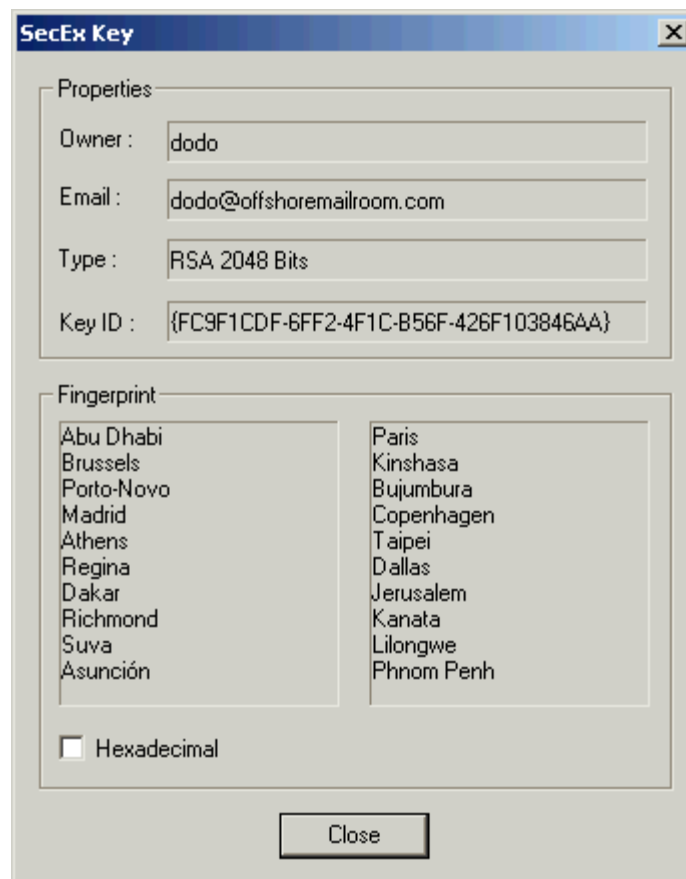 SecEx Key
Properties
Owner : dodo
Email : dodo@offshoremailroom.com
Type : RSA 2048 Bits
Key ID : {FC9F1CDF-6FF2-4F1C-B56F-426F103846AA}
Fingerprint
Abu Dhabi
Brussels
Porto-Novo
Madrid
Athens
Regina
Dakar
Richmond
Suva
Asunción
Paris
Kinshasa
Bujumbura
Copenhagen
Taipei
Dallas
Jerusalem
Kanata
Lilongwe
Phnom Penh
Hexadecimal
Close